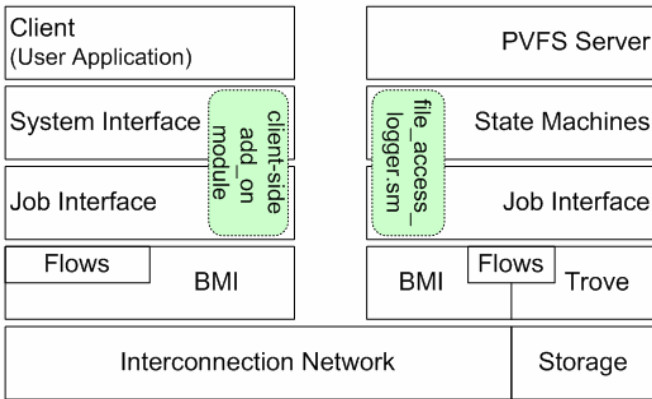 Client
(User Application)
System Interface
Job Interface
client-side
add_on
module
Flows
BMI
PVFS Server
State Machines
Job Interface
file_access_
logger.sm
BMI
Flows
Trove
Interconnection Network
Storage